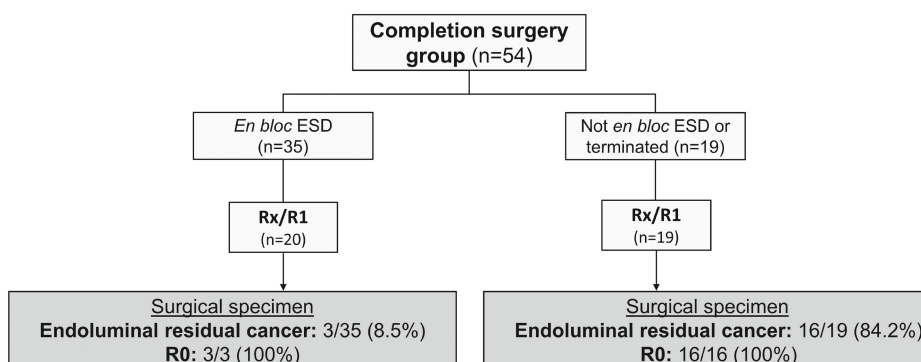 Completion surgery
group (n=54)
En bloc ESD
(n=35)
Not en bloc ESD or
terminated (n=19)
Rx/R1
(n=20)
Rx/R1
(n=19)
Surgical specimen
Endoluminal residual cancer: 3/35 (8.5%)
R0: 3/3 (100%)
Surgical specimen
Endoluminal residual cancer: 16/19 (84.2%)
R0: 16/16 (100%)